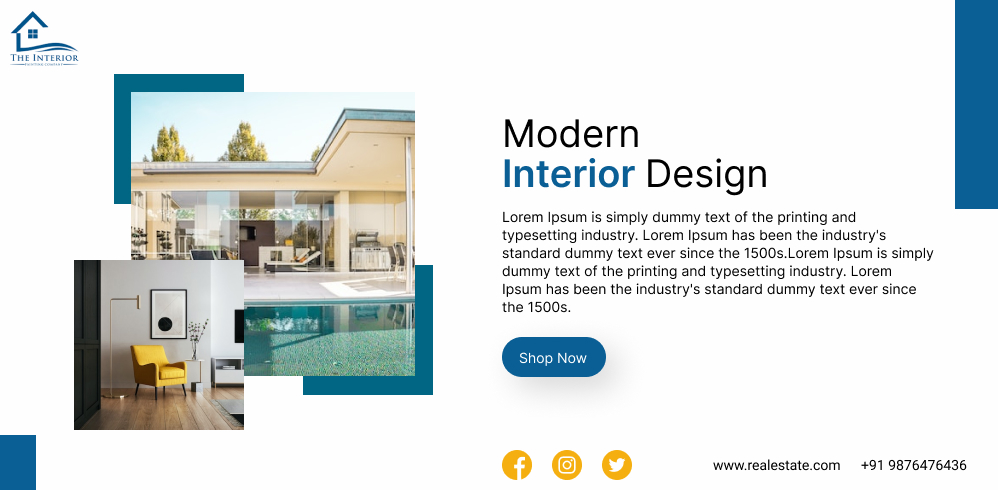 THE INTERIOR
Modern
Interior Design
Lorem Ipsum is simply dummy text of the printing and
typesetting industry. Lorem Ipsum has been the industry's
standard dummy text ever since the 1500s.Lorem Ipsum is simply
dummy text of the printing and typesetting industry. Lorem
Ipsum has been the industry's standard dummy text ever since
the 1500s.
Shop Now
www.realestate.com +91 9876476436